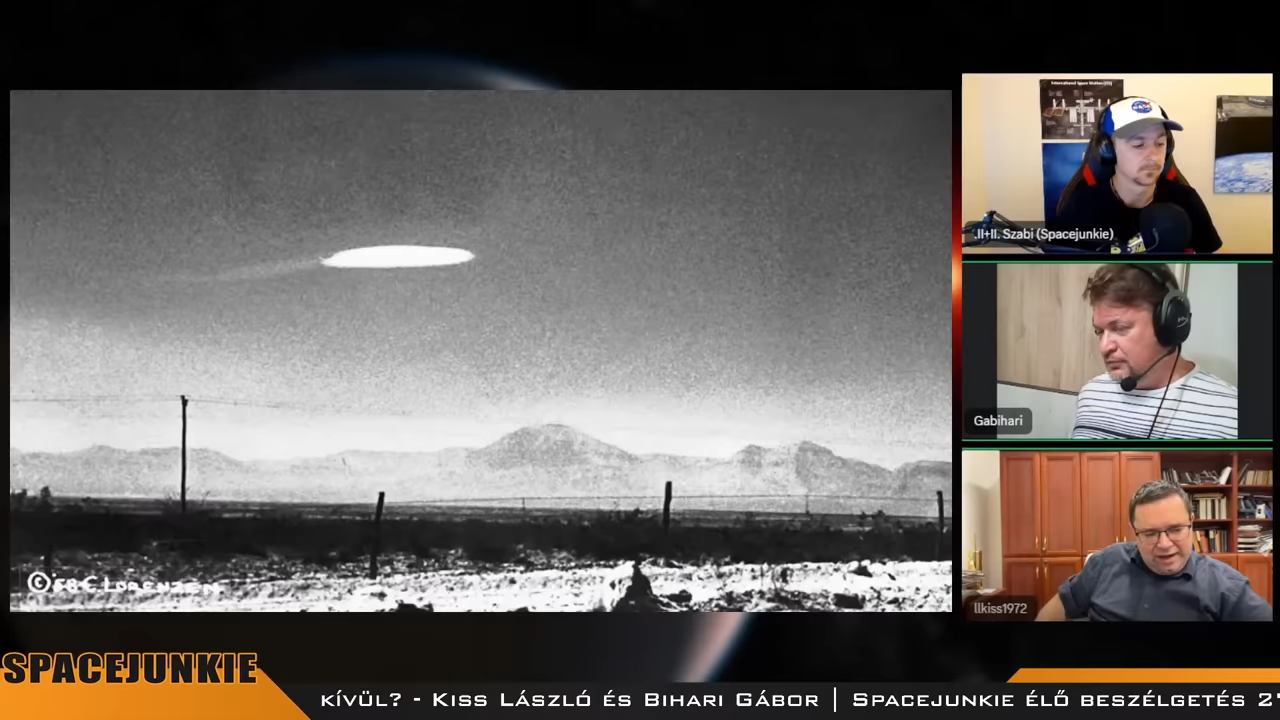 International Space Station (ISS)
NASA
.II+II. Szabi (Spacejunkie)
Gabihari
llkiss1972
©58 C. LORENZEN
SPACEJUNKIE
KÍVÜL? - KISS LÁSZLÓ ÉS BIHARI GÁBOR | SPACEJUNKIE ÉLŐ BESZÉLGETÉS 2